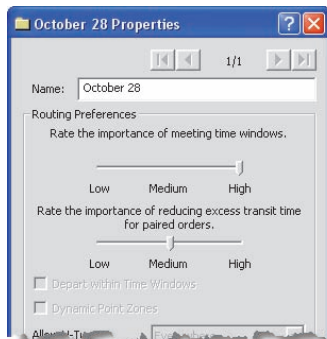 October 28 Properties
1/1
Name: October 28
Routing Preferences
Rate the importance of meeting time windows.
Low Medium High
Rate the importance of reducing excess transit time
for paired orders.
Low Medium High
Depart within Time Windows
Dynamic Point Zones